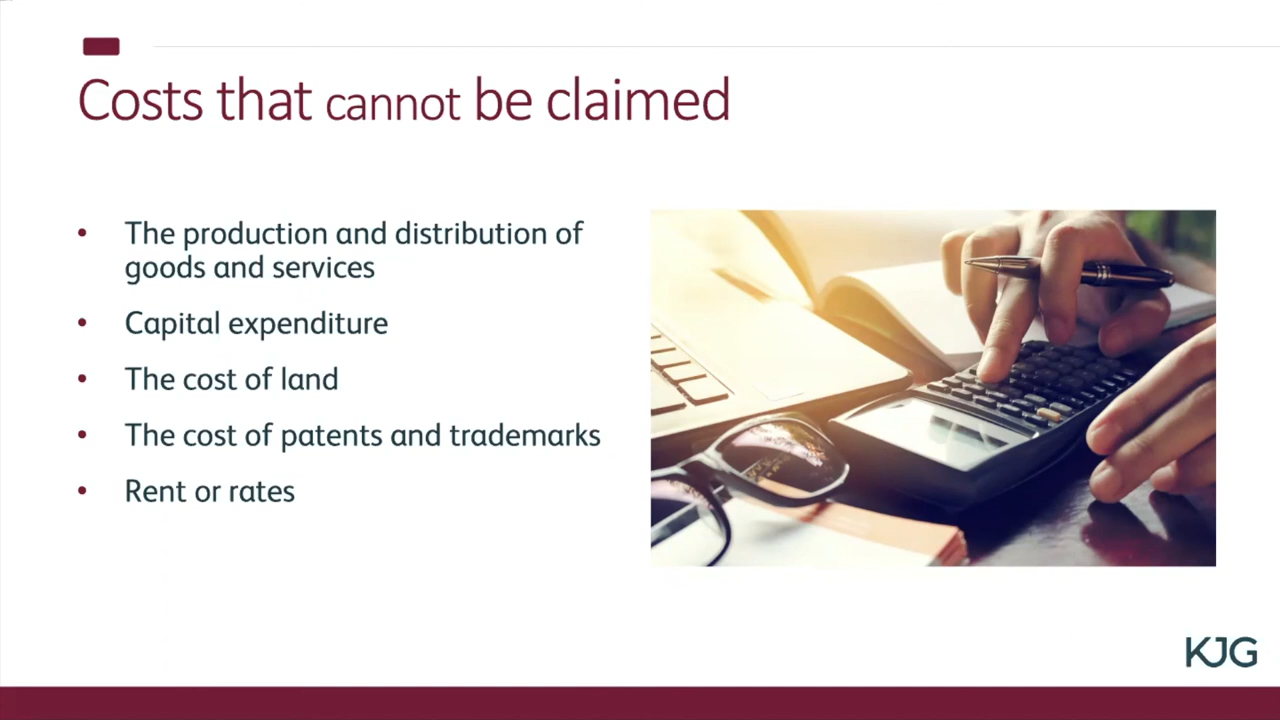 Costs that cannot be claimed
• The production and distribution of
goods and services
• Capital expenditure
• The cost of land
• The cost of patents and trademarks
• Rent or rates
KJG